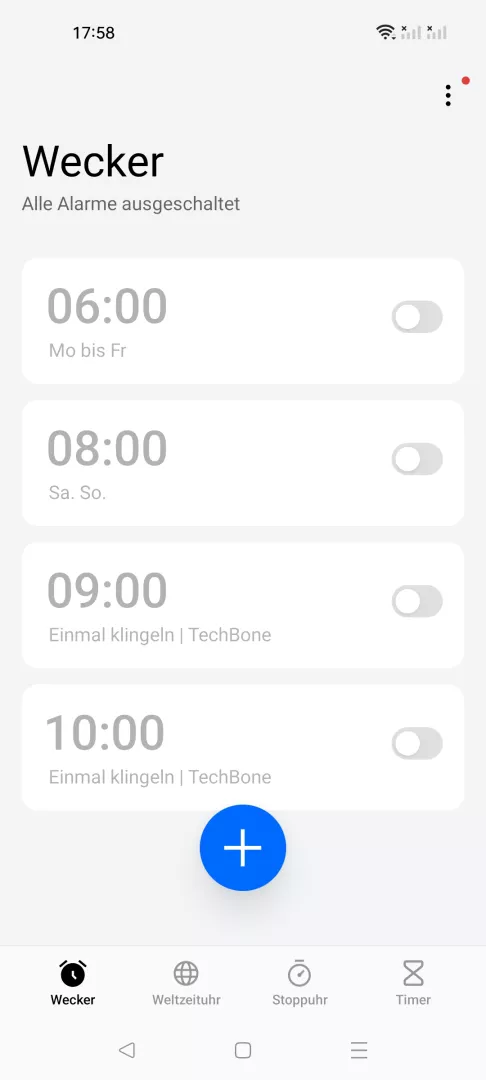 17:58
Wecker
Alle Alarme ausgeschaltet
06:00
Mo bis Fr
08:00
Sa. So.
09:00
Einmal klingeln | TechBone
10:00
Einmal klingeln | TechBone
Wecker Weltzeituhr Stoppuhr Timer